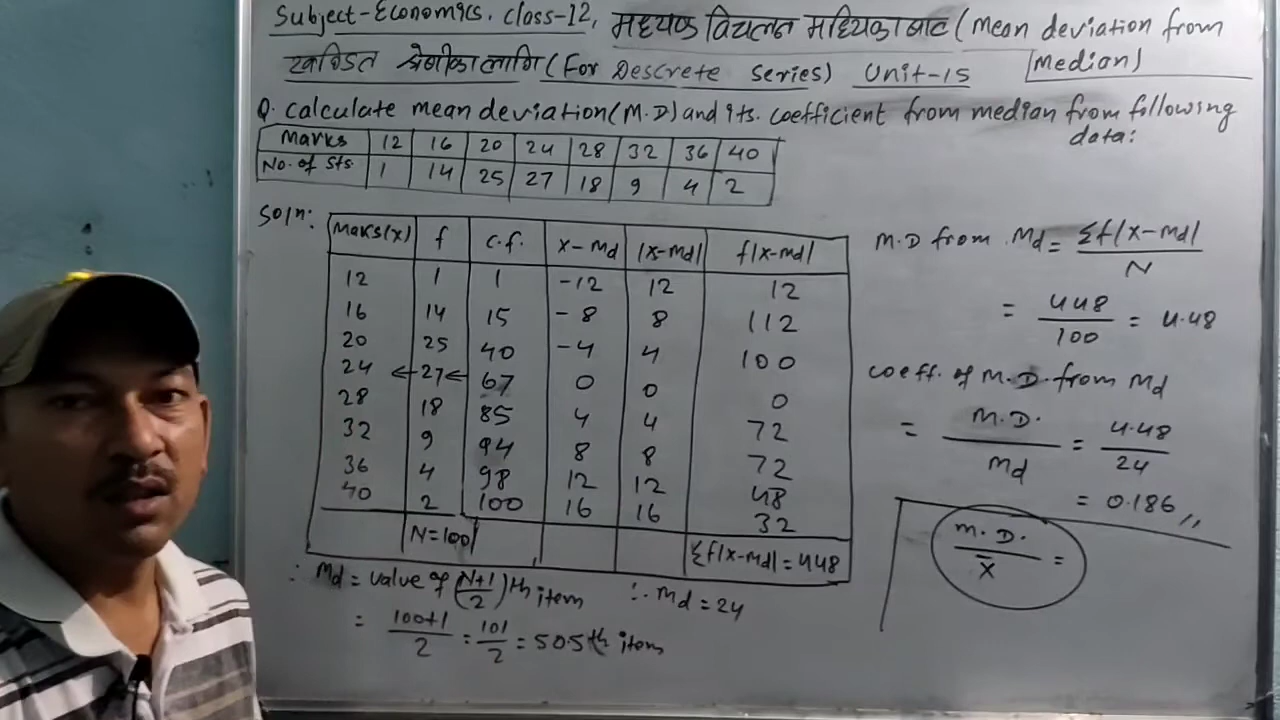 Subject-Economics. Class-12, मध्यक विचलन मध्यिकाबाट (Mean deviation from
खण्डित श्रेणीकालागि (For Descrete series) Unit-15 Median)
Q. Calculate mean deviation (M.D) and its. coefficient from median from following
data:
Marks 12 16 20 24 28 32 36 40
No. of Sts. 1 14 25 27 18 9 4 2
Soln:
Marks(x) f c.f. x-Md |x-md| f|x-md|
12 1 1 -12 12 12
16 14 15 -8 8 112
20 25 40 -4 4 100
24 ← 27 ← 67 0 0 0
28 18 85 4 4 72
32 9 94 8 8 72
36 4 98 12 12 48
40 2 100 16 16 32
N=100 Σf|x-md| = 448
∴ Md = value of (N+1/2)th item ∴ Md = 24
= 100+1/2 = 101/2 = 50.5th item
M.D from Md = Σf|x-md|/N
= 448/100 = 4.48
coeff. of M.D. from Md
= M.D./Md = 4.48/24
= 0.186,,
M.D./x̄ =